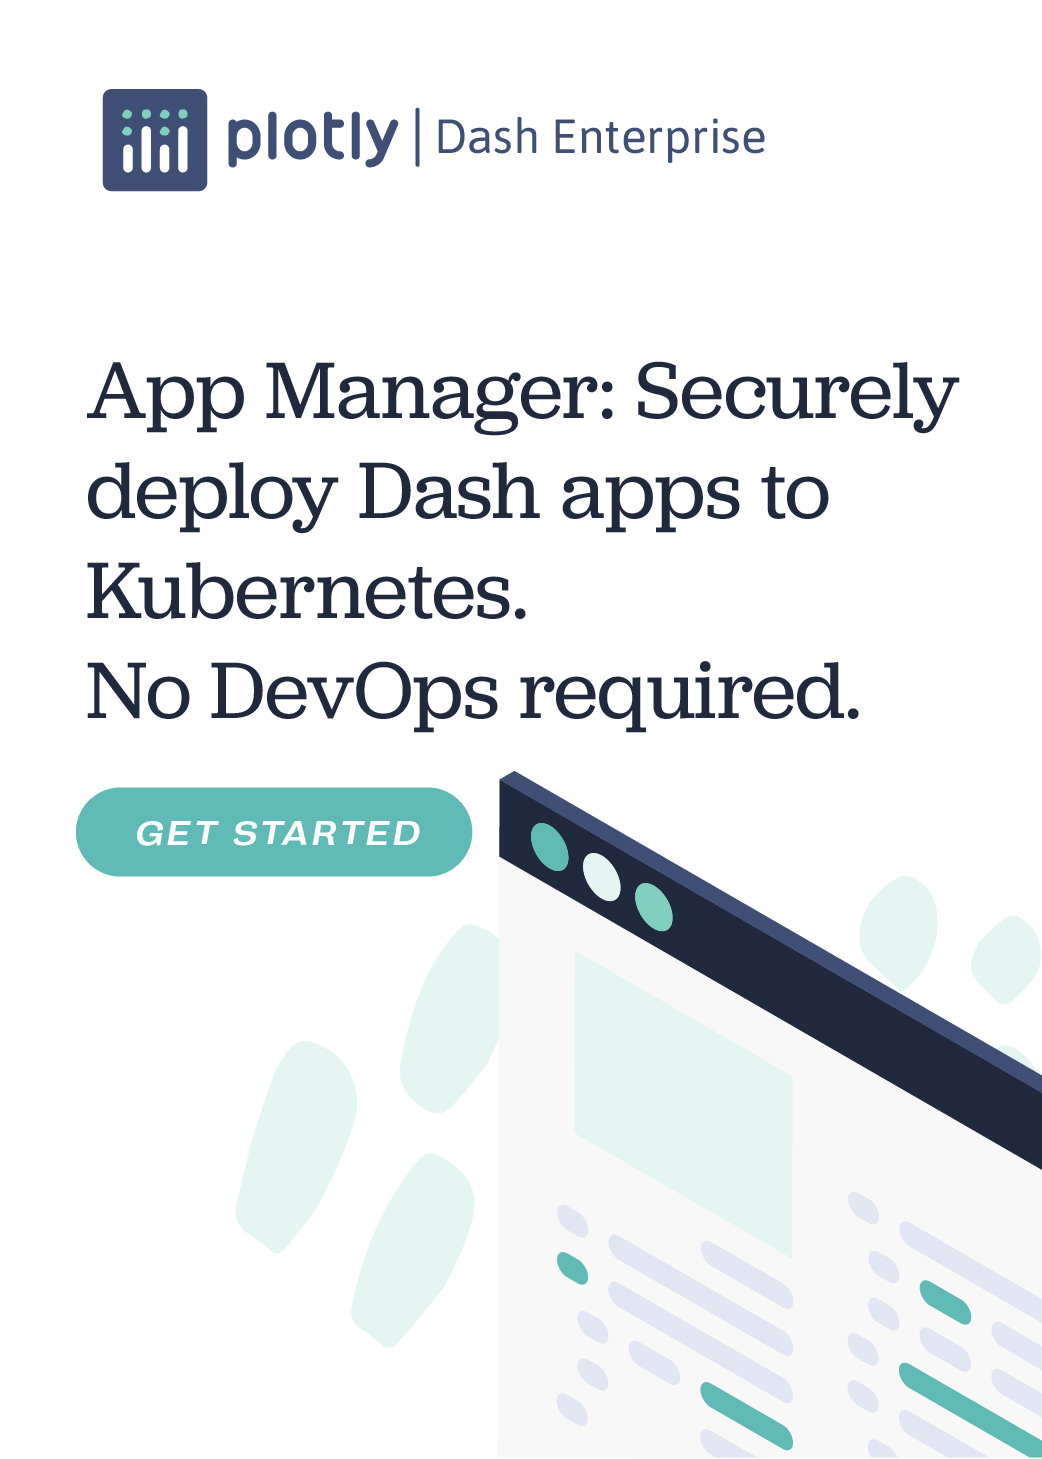 plotly | Dash Enterprise
App Manager: Securely
deploy Dash apps to
Kubernetes.
No DevOps required.
GET STARTED